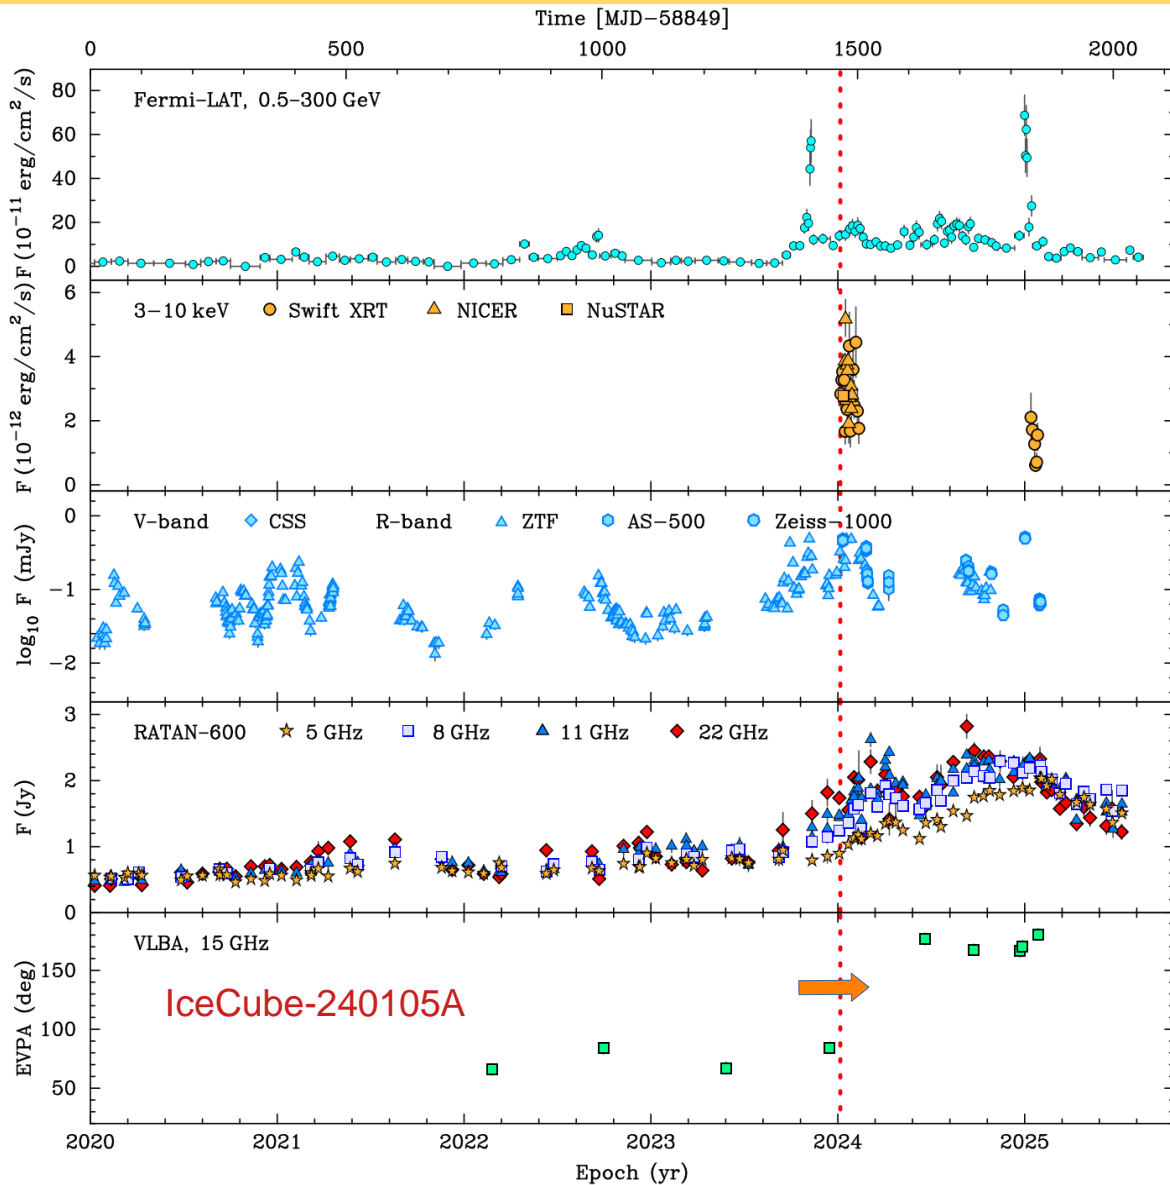 Time [MJD−58849]
0 500 1000 1500 2000
Fermi−LAT, 0.5−300 GeV
F (10⁻¹¹ erg/cm²/s)
80
60
40
20
0
3−10 keV Swift XRT NICER NuSTAR
F (10⁻¹² erg/cm²/s)
6
4
2
0
V−band CSS R−band ZTF AS−500 Zeiss−1000
log₁₀ F (mJy)
0
−1
−2
RATAN−600 5 GHz 8 GHz 11 GHz 22 GHz
F (Jy)
3
2
1
0
VLBA, 15 GHz
IceCube-240105A
EVPA (deg)
150
100
50
2020 2021 2022 2023 2024 2025
Epoch (yr)